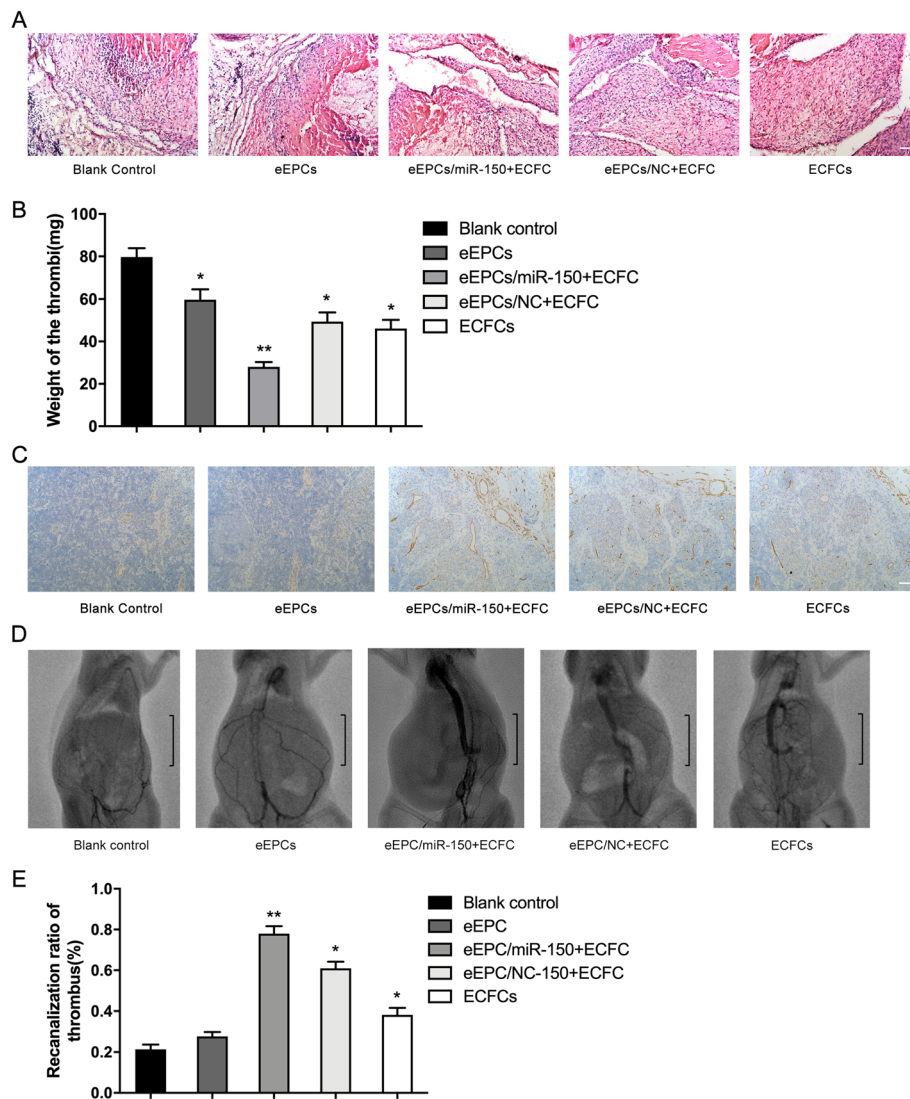 A
Blank Control
eEPCs
eEPCs/miR-150+ECFC
eEPCs/NC+ECFC
ECFCs
B
Weight of the thrombi(mg)
100
80
60
40
20
0
*
**
*
*
Blank control
eEPCs
eEPCs/miR-150+ECFC
eEPCs/NC+ECFC
ECFCs
C
Blank Control
eEPCs
eEPCs/miR-150+ECFC
eEPCs/NC+ECFC
ECFCs
D
Blank control
eEPCs
eEPC/miR-150+ECFC
eEPC/NC+ECFC
ECFCs
E
Recanalization ratio of
thrombus(%)
1.0
0.8
0.6
0.4
0.2
0.0
**
*
*
Blank control
eEPC
eEPC/miR-150+ECFC
eEPC/NC-150+ECFC
ECFCs